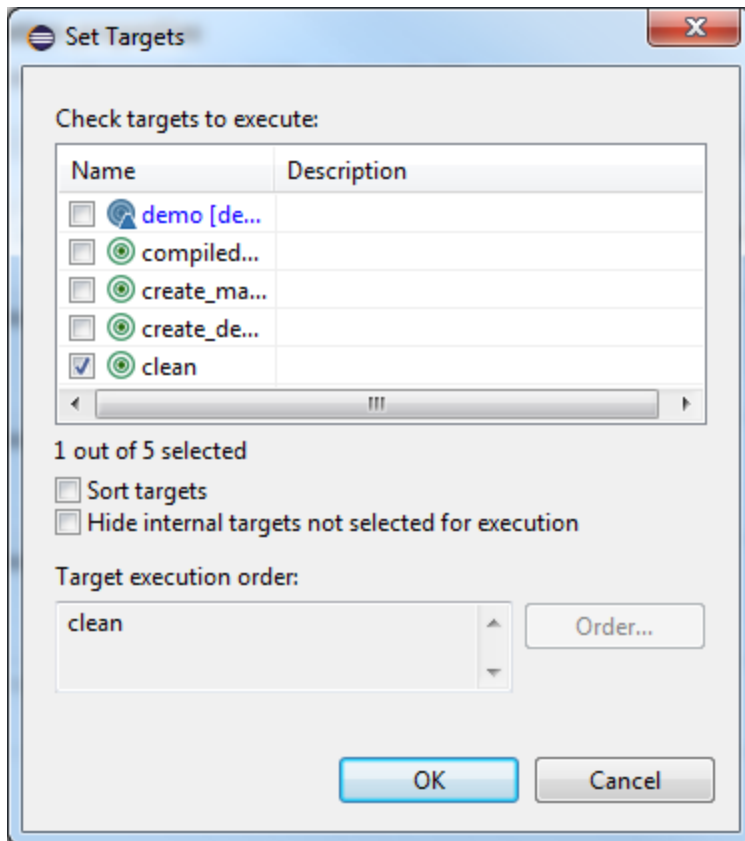 Set Targets
Check targets to execute:
Name Description
demo [de...
compiled...
create_ma...
create_de...
clean
1 out of 5 selected
Sort targets
Hide internal targets not selected for execution
Target execution order:
clean
Order...
OK Cancel